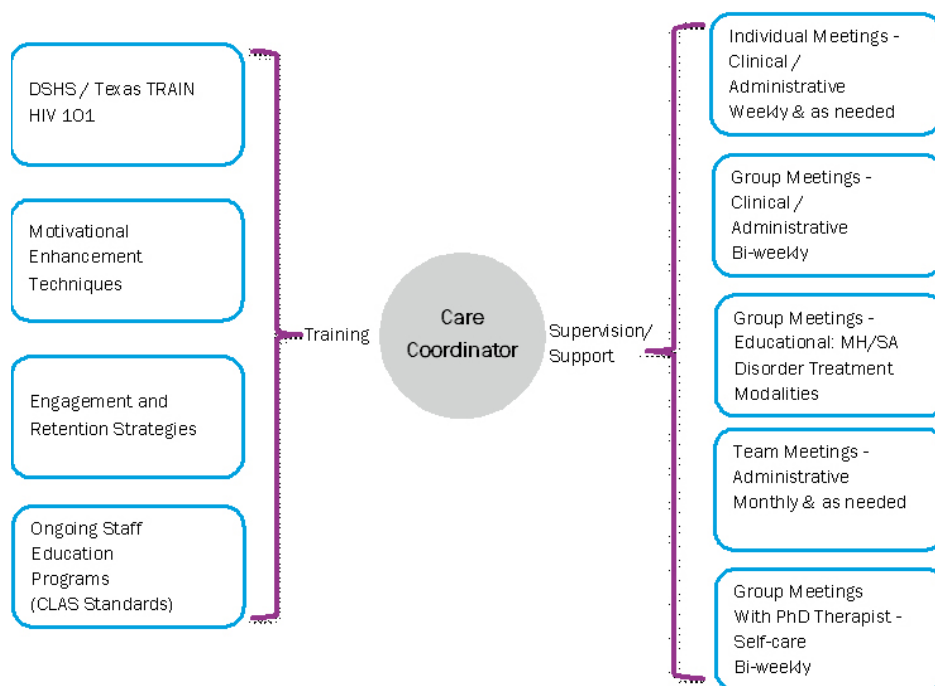 DSHS / Texas TRAIN
HIV 101
Motivational
Enhancement
Techniques
Engagement and
Retention Strategies
Ongoing Staff
Education
Programs
(CLAS Standards)
Training
Care
Coordinator
Supervision/
Support
Individual Meetings -
Clinical /
Administrative
Weekly & as needed
Group Meetings -
Clinical /
Administrative
Bi-weekly
Group Meetings -
Educational: MH/SA
Disorder Treatment
Modalities
Team Meetings -
Administrative
Monthly & as needed
Group Meetings
With PhD Therapist -
Self-care
Bi-weekly